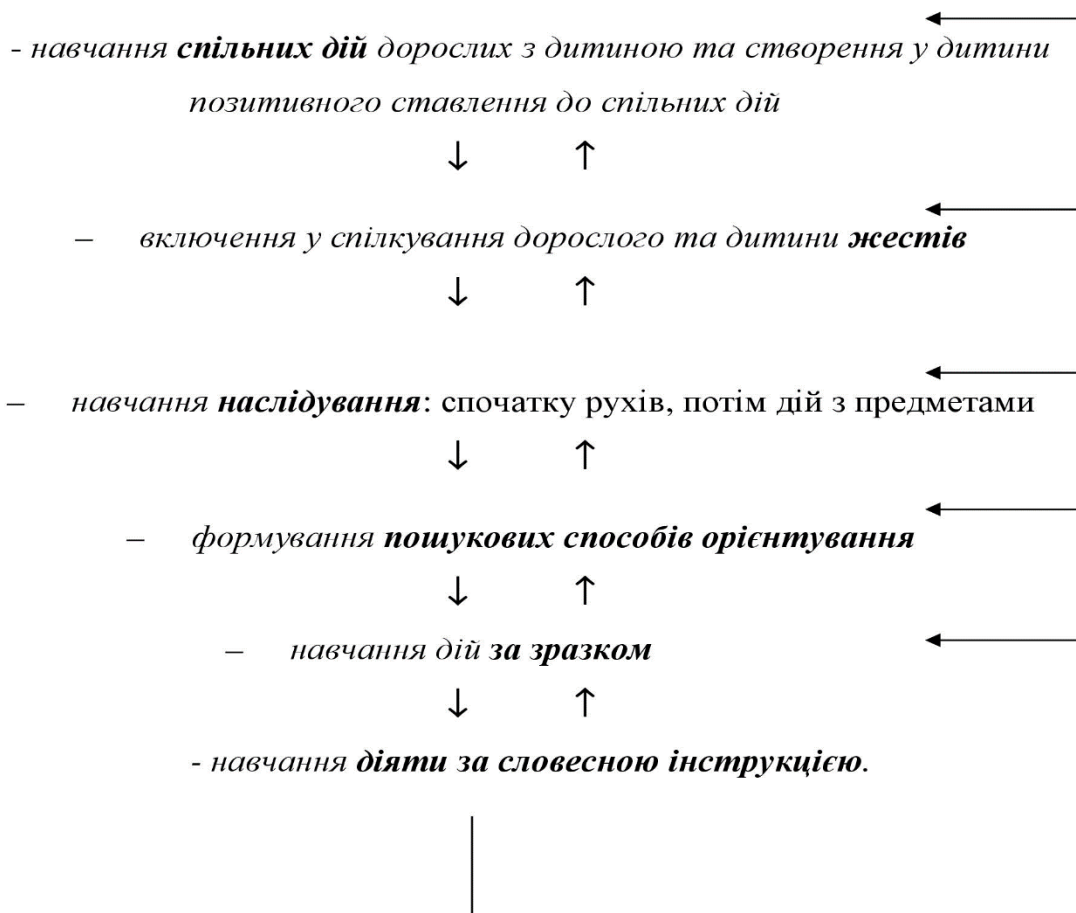 - навчання спільних дій дорослих з дитиною та створення у дитини
позитивного ставлення до спільних дій
↓ ↑
– включення у спілкування дорослого та дитини жестів
↓ ↑
– навчання наслідування: спочатку рухів, потім дій з предметами
↓ ↑
– формування пошукових способів орієнтування
↓ ↑
– навчання дій за зразком
↓ ↑
- навчання діяти за словесною інструкцією.